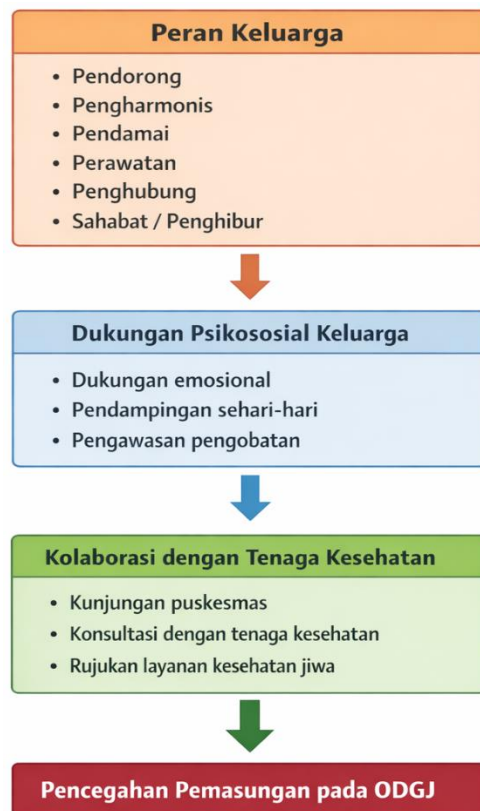 Peran Keluarga
• Pendorong
• Pengharmonis
• Pendamai
• Perawatan
• Penghubung
• Sahabat / Penghibur
Dukungan Psikososial Keluarga
• Dukungan emosional
• Pendampingan sehari-hari
• Pengawasan pengobatan
Kolaborasi dengan Tenaga Kesehatan
• Kunjungan puskesmas
• Konsultasi dengan tenaga kesehatan
• Rujukan layanan kesehatan jiwa
Pencegahan Pemasungan pada ODGJ